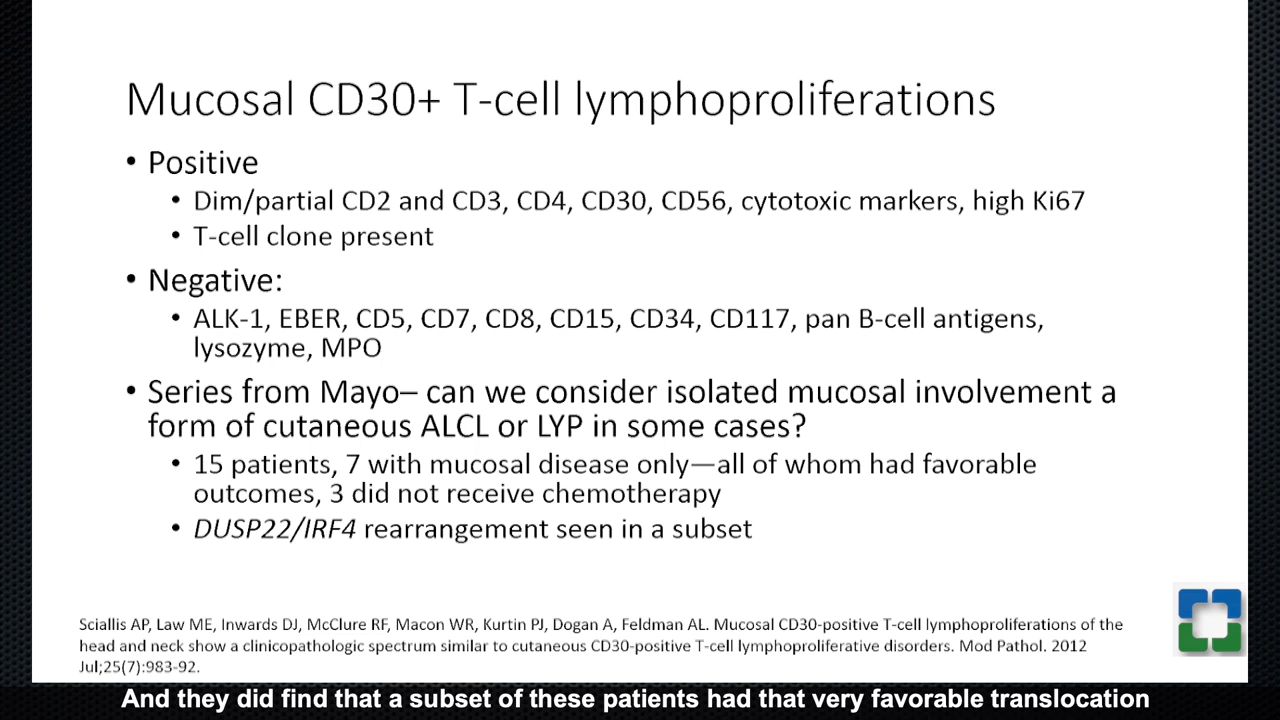 Mucosal CD30+ T-cell lymphoproliferations
• Positive
• Dim/partial CD2 and CD3, CD4, CD30, CD56, cytotoxic markers, high Ki67
• T-cell clone present
• Negative:
• ALK-1, EBER, CD5, CD7, CD8, CD15, CD34, CD117, pan B-cell antigens,
lysozyme, MPO
• Series from Mayo– can we consider isolated mucosal involvement a
form of cutaneous ALCL or LYP in some cases?
• 15 patients, 7 with mucosal disease only—all of whom had favorable
outcomes, 3 did not receive chemotherapy
• DUSP22/IRF4 rearrangement seen in a subset
Sciallis AP, Law ME, Inwards DJ, McClure RF, Macon WR, Kurtin PJ, Dogan A, Feldman AL. Mucosal CD30-positive T-cell lymphoproliferations of the
head and neck show a clinicopathologic spectrum similar to cutaneous CD30-positive T-cell lymphoproliferative disorders. Mod Pathol. 2012
Jul;25(7):983-92.
And they did find that a subset of these patients had that very favorable translocation